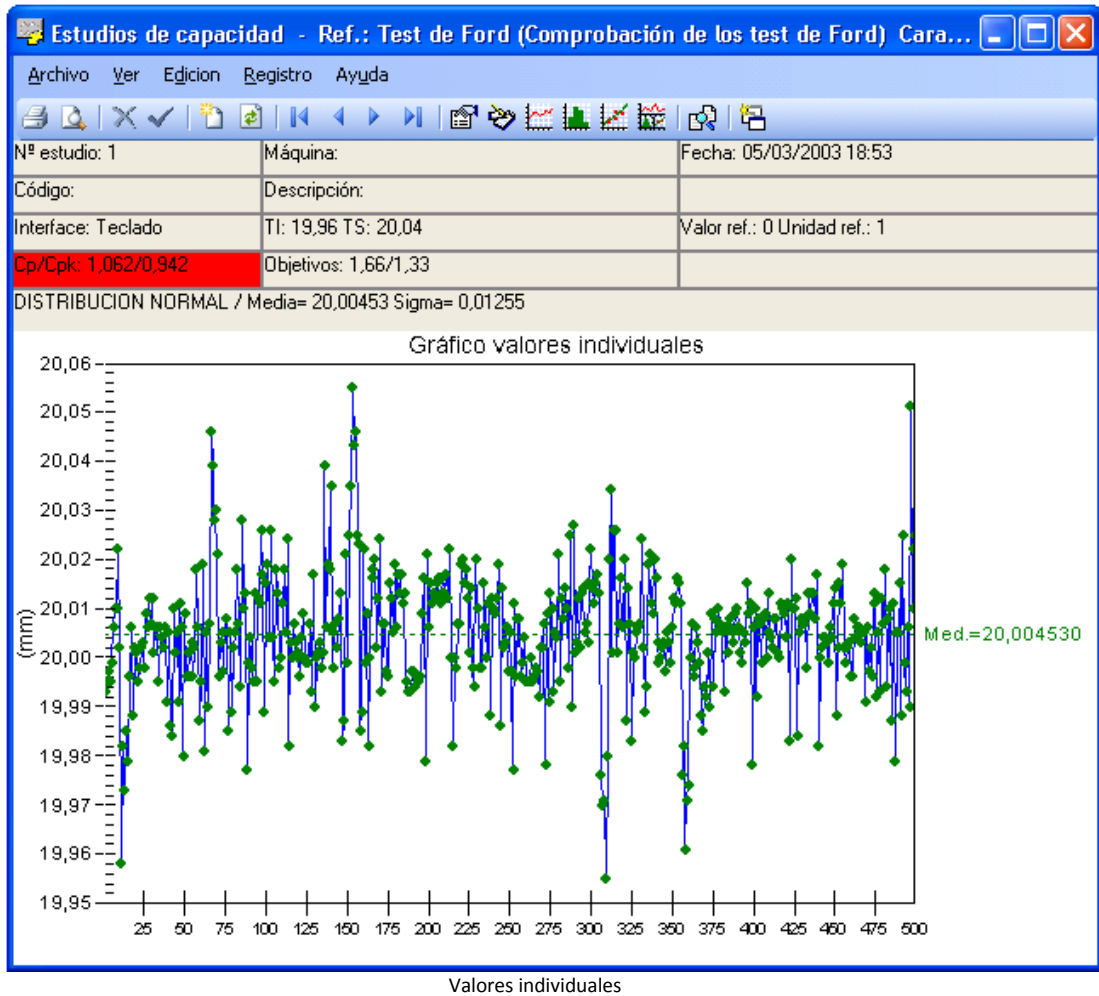 Estudios de capacidad - Ref.: Test de Ford (Comprobación de los test de Ford) Cara...
Archivo Ver Edicion Registro Ayuda
Nº estudio: 1 Máquina: Fecha: 05/03/2003 18:53
Código: Descripción:
Interface: Teclado TI: 19,96 TS: 20,04 Valor ref.: 0 Unidad ref.: 1
Cp/Cpk: 1,062/0,942 Objetivos: 1,66/1,33
DISTRIBUCION NORMAL / Media= 20,00453 Sigma= 0,01255
Gráfico valores individuales
20,06
20,05
20,04
20,03
20,02
20,01
20,00
19,99
19,98
19,97
19,96
19,95
(mm)
Med.=20,004530
25 50 75 100 125 150 175 200 225 250 275 300 325 350 375 400 425 450 475 500
Valores individuales